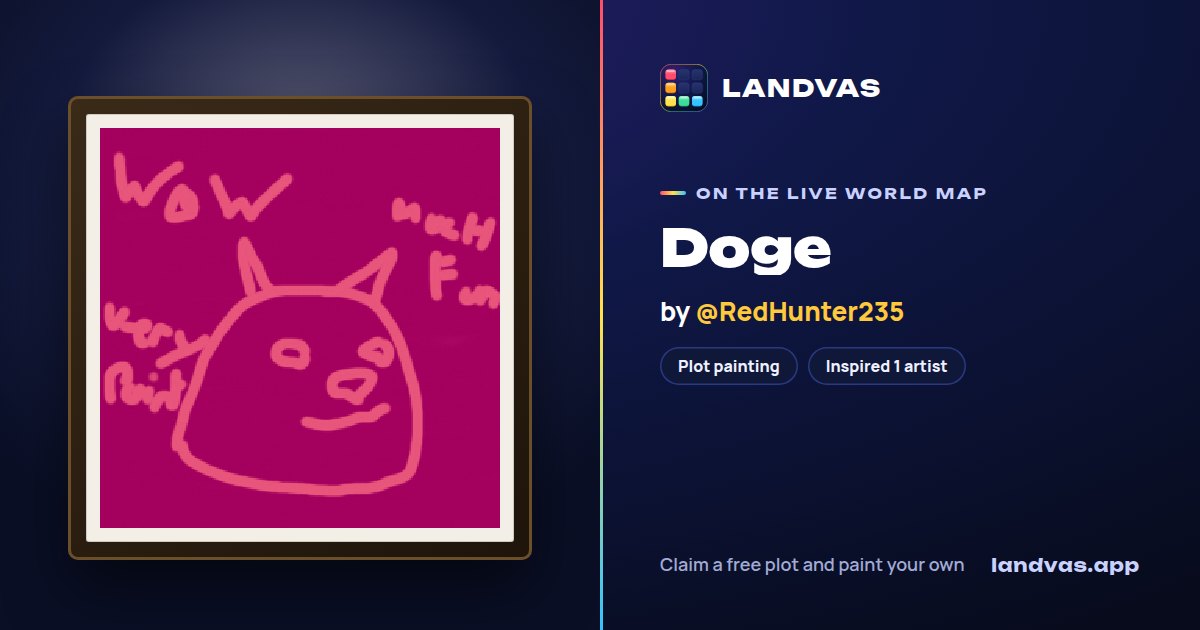 WOW
mucH
Fun
Very
Paint
LANDVAS
ON THE LIVE WORLD MAP
Doge
by @RedHunter235
Plot painting
Inspired 1 artist
Claim a free plot and paint your own
landvas.app